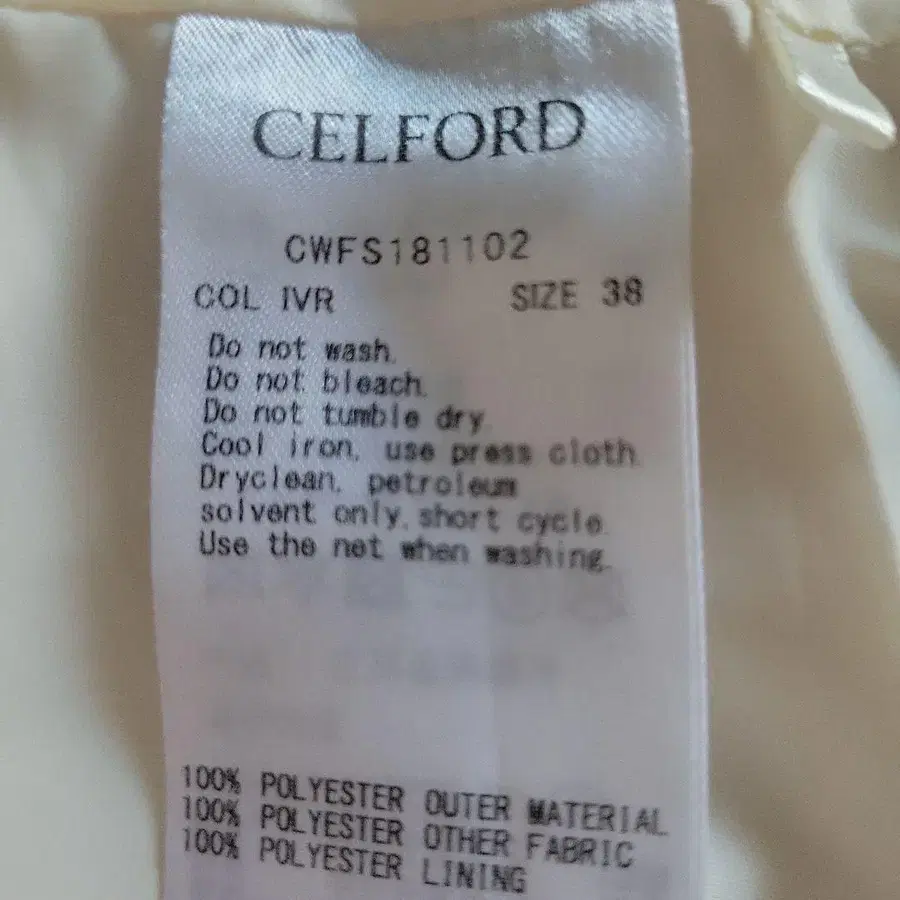 CELFORD
CWFS181102
COL IVR SIZE 38
Do not wash.
Do not bleach.
Do not tumble dry.
Cool iron, use press cloth.
Dryclean, petroleum
solvent only, short cycle.
Use the net when washing.
100% POLYESTER OUTER MATERIAL
100% POLYESTER OTHER FABRIC
100% POLYESTER LINING